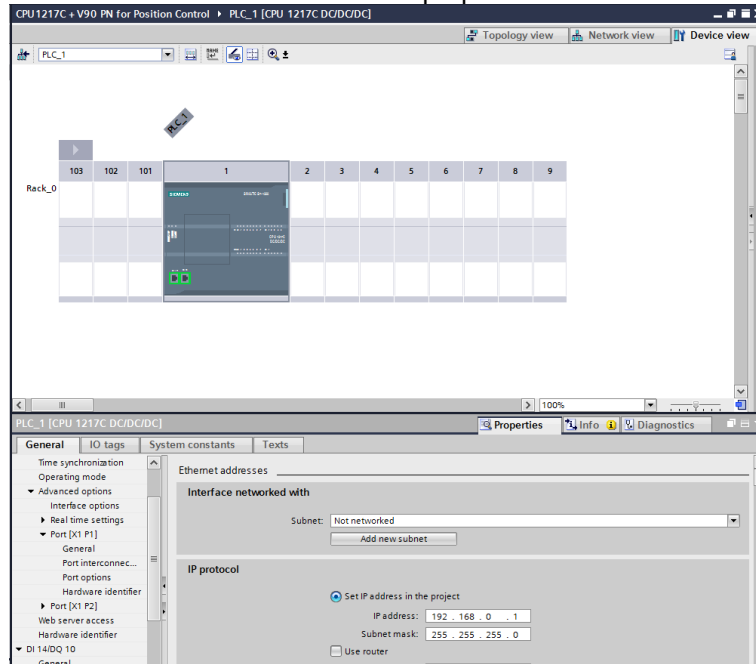 CPU1217C + V90 PN for Position Control ▸ PLC_1 [CPU 1217C DC/DC/DC]
Topology view Network view Device view
PLC_1
PLC_1
103 102 101 1 2 3 4 5 6 7 8 9
Rack_0
SIEMENS
100%
PLC_1 [CPU 1217C DC/DC/DC]
Properties Info Diagnostics
General IO tags System constants Texts
Time synchronization
Operating mode
Advanced options
Interface options
Real time settings
Port [X1 P1]
General
Port interconnec...
Port options
Hardware identifier
Port [X1 P2]
Web server access
Hardware identifier
DI 14/DQ 10
General
Ethernet addresses
Interface networked with
Subnet: Not networked
Add new subnet
IP protocol
Set IP address in the project
IP address: 192 . 168 . 0 . 1
Subnet mask: 255 . 255 . 255 . 0
Use router